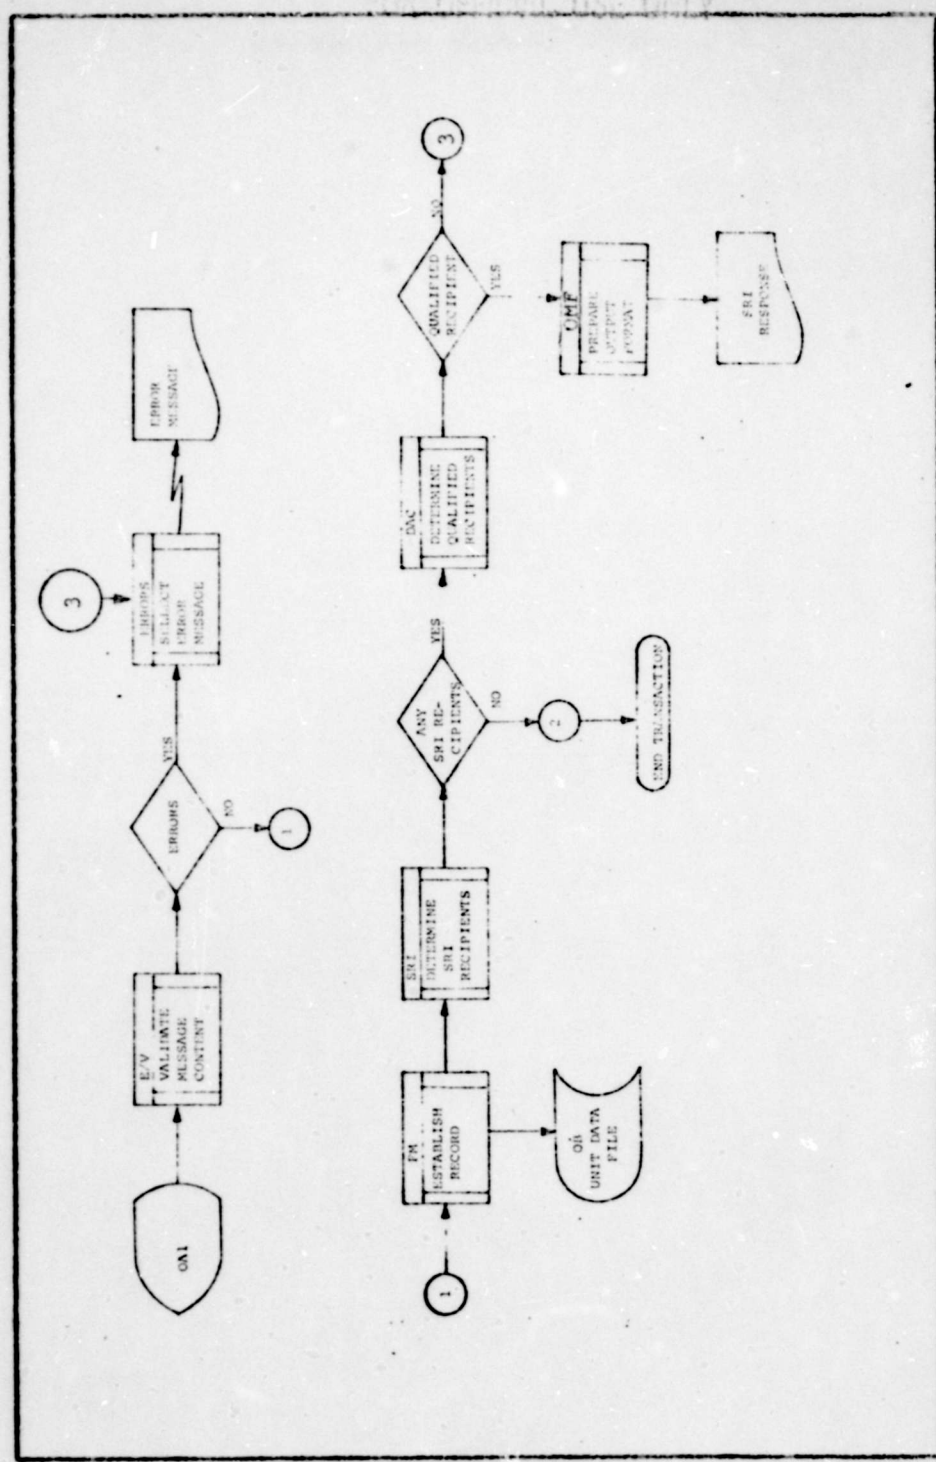 OA1
E/V
VALIDATE
MESSAGE
CONTENT
ERRORS
YES
NO
1
3
ERRORS
SELECT
ERROR
MESSAGE
ERROR
MESSAGE
1
FM
ESTABLISH
RECORD
OB
UNIT DATA
FILE
SRI
DETERMINE
SRI
RECIPIENTS
ANY
SRI RE-
CIPIENTS
YES
NO
2
END TRANSACTION
DAC
DETERMINE
QUALIFIED
RECIPIENTS
QUALIFIED
RECIPIENT
NO
3
YES
OMF
PREPARE
OUTPUT
FORMAT
SRI
RESPONSE